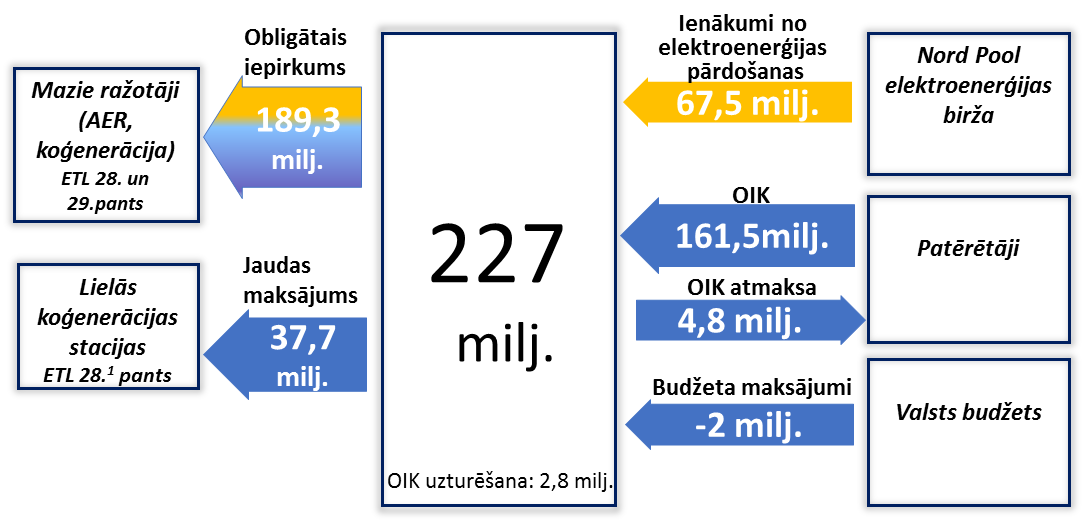 Obligātais
iepirkums
Mazie ražotāji
(AER,
koģenerācija)
ETL 28. un
29.pants
189,3
milj.
Lielās
koģenerācijas
stacijas
ETL 28.¹ pants
Jaudas
maksājums
37,7
milj.
227
milj.
OIK uzturēšana: 2,8 milj.
Ienākumi no
elektroenerģijas
pārdošanas
67,5 milj.
Nord Pool
elektroenerģijas
birža
OIK
161,5milj.
OIK atmaksa
4,8 milj.
Patērētāji
Budžeta maksājumi
-2 milj.
Valsts budžets